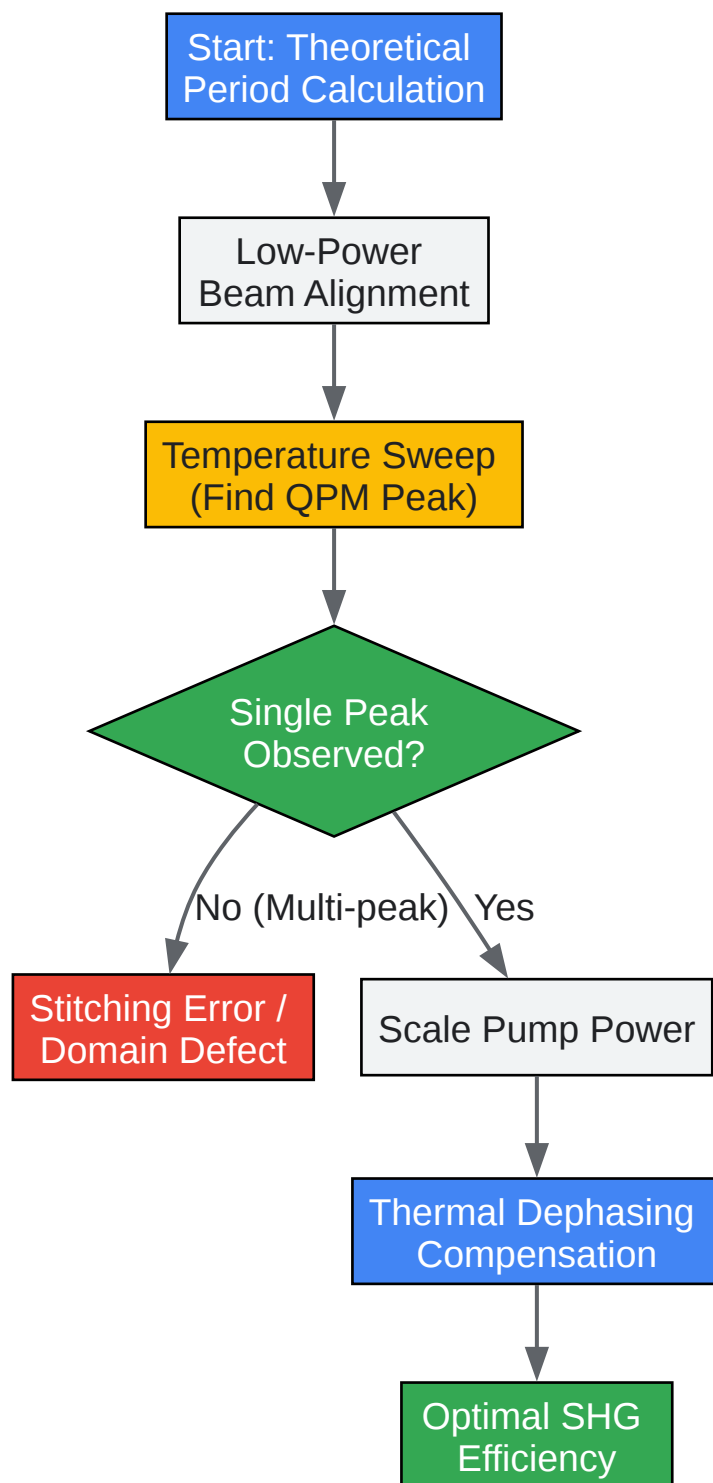 Start: Theoretical
Period Calculation
Low-Power
Beam Alignment
Temperature Sweep
(Find QPM Peak)
Single Peak
Observed?
No (Multi-peak)
Yes
Stitching Error /
Domain Defect
Scale Pump Power
Thermal Dephasing
Compensation
Optimal SHG
Efficiency